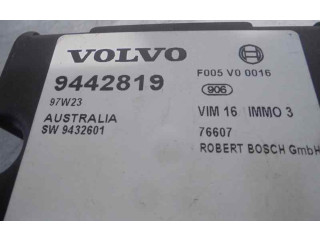 VOLVO
9442819
97W23
AUSTRALIA
SW 9432601
F005 V0 0016
906
VIM 16 IMMO 3
76607
ROBERT BOSCH GmbH